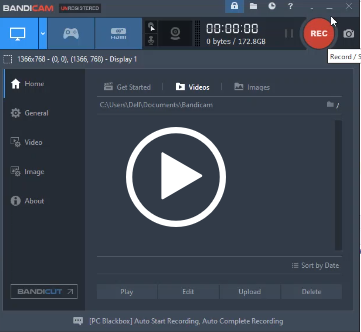 BANDICAM UNREGISTERED
HDMI
00:00:00
0 bytes / 172.8GB
REC
Record / S
1366x768 - (0, 0), (1366, 768) - Display 1
Home
General
Video
Image
About
BANDICUT
Get Started
Videos
Images
C:\Users\Dell\Documents\Bandicam
/
Sort by Date
Play
Edit
Upload
Delete
[PC Blackbox] Auto Start Recording, Auto Complete Recording